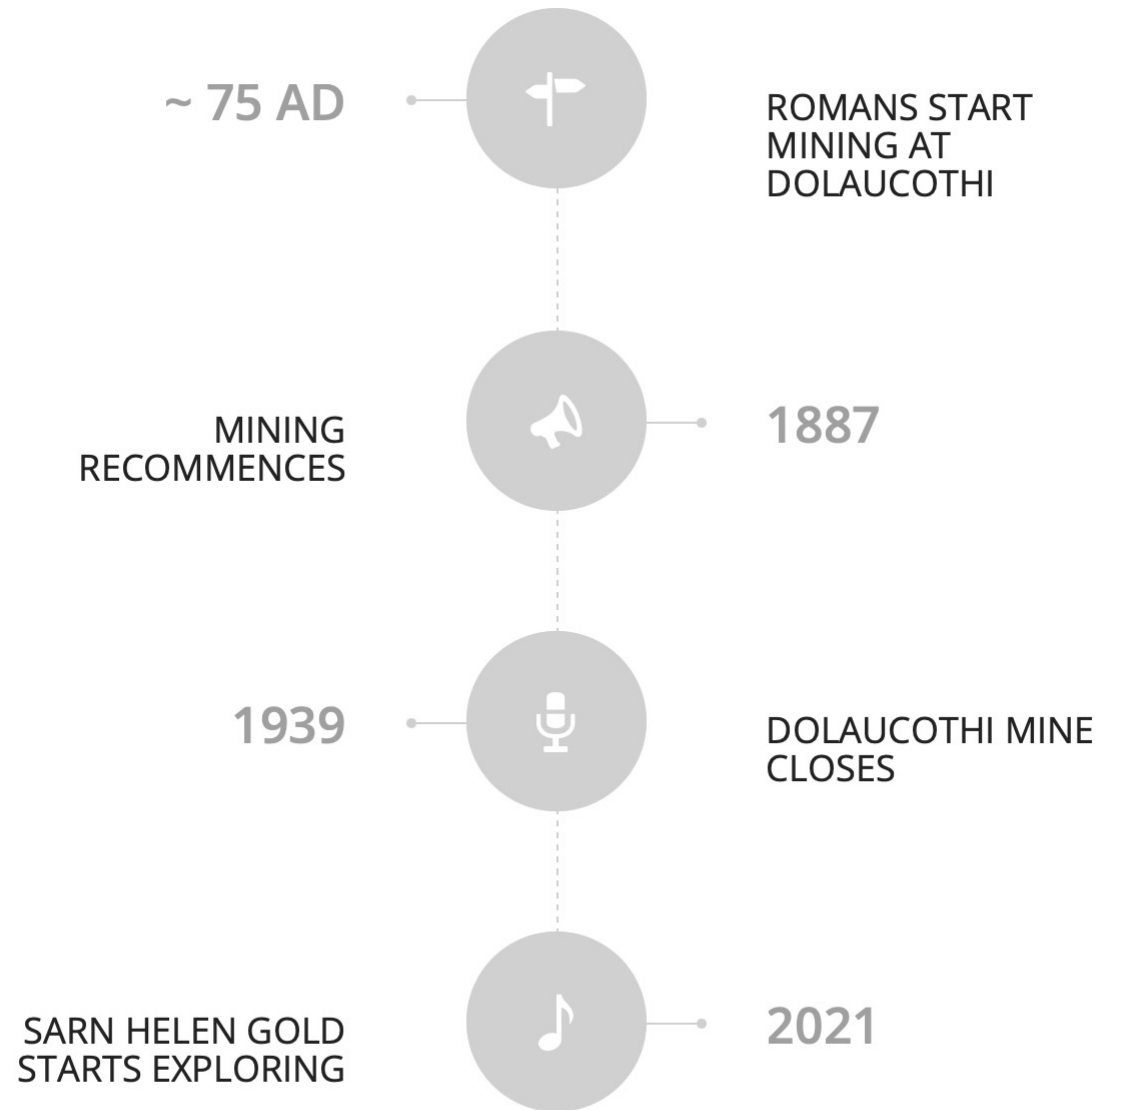 ~ 75 AD
ROMANS START
MINING AT
DOLAUCOTHI
MINING
RECOMMENCES
1887
1939
DOLAUCOTHI MINE
CLOSES
SARN HELEN GOLD
STARTS EXPLORING
2021